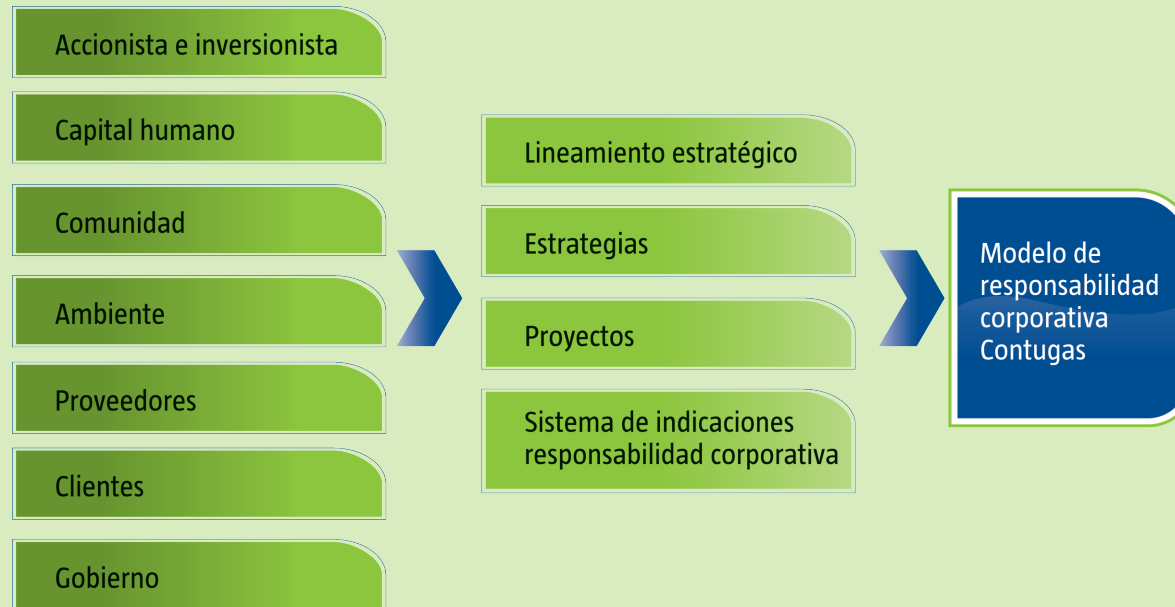 Accionista e inversionista
Capital humano
Comunidad
Ambiente
Proveedores
Clientes
Gobierno
Lineamiento estratégico
Estrategias
Proyectos
Sistema de indicaciones
responsabilidad corporativa
Modelo de
responsabilidad
corporativa
Contugas